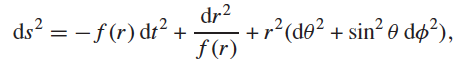 ds² = −f(r) dt² + dr²/f(r) + r²(dθ² + sin² θ dϕ²),